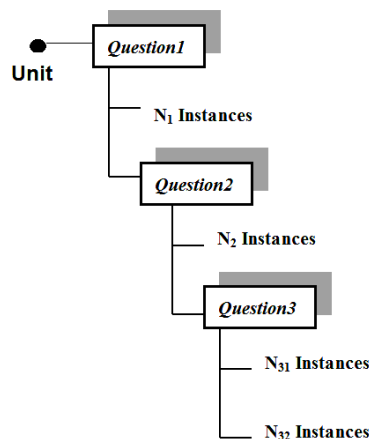 Question1
Unit
N₁ Instances
Question2
N₂ Instances
Question3
N₃₁ Instances
N₃₂ Instances